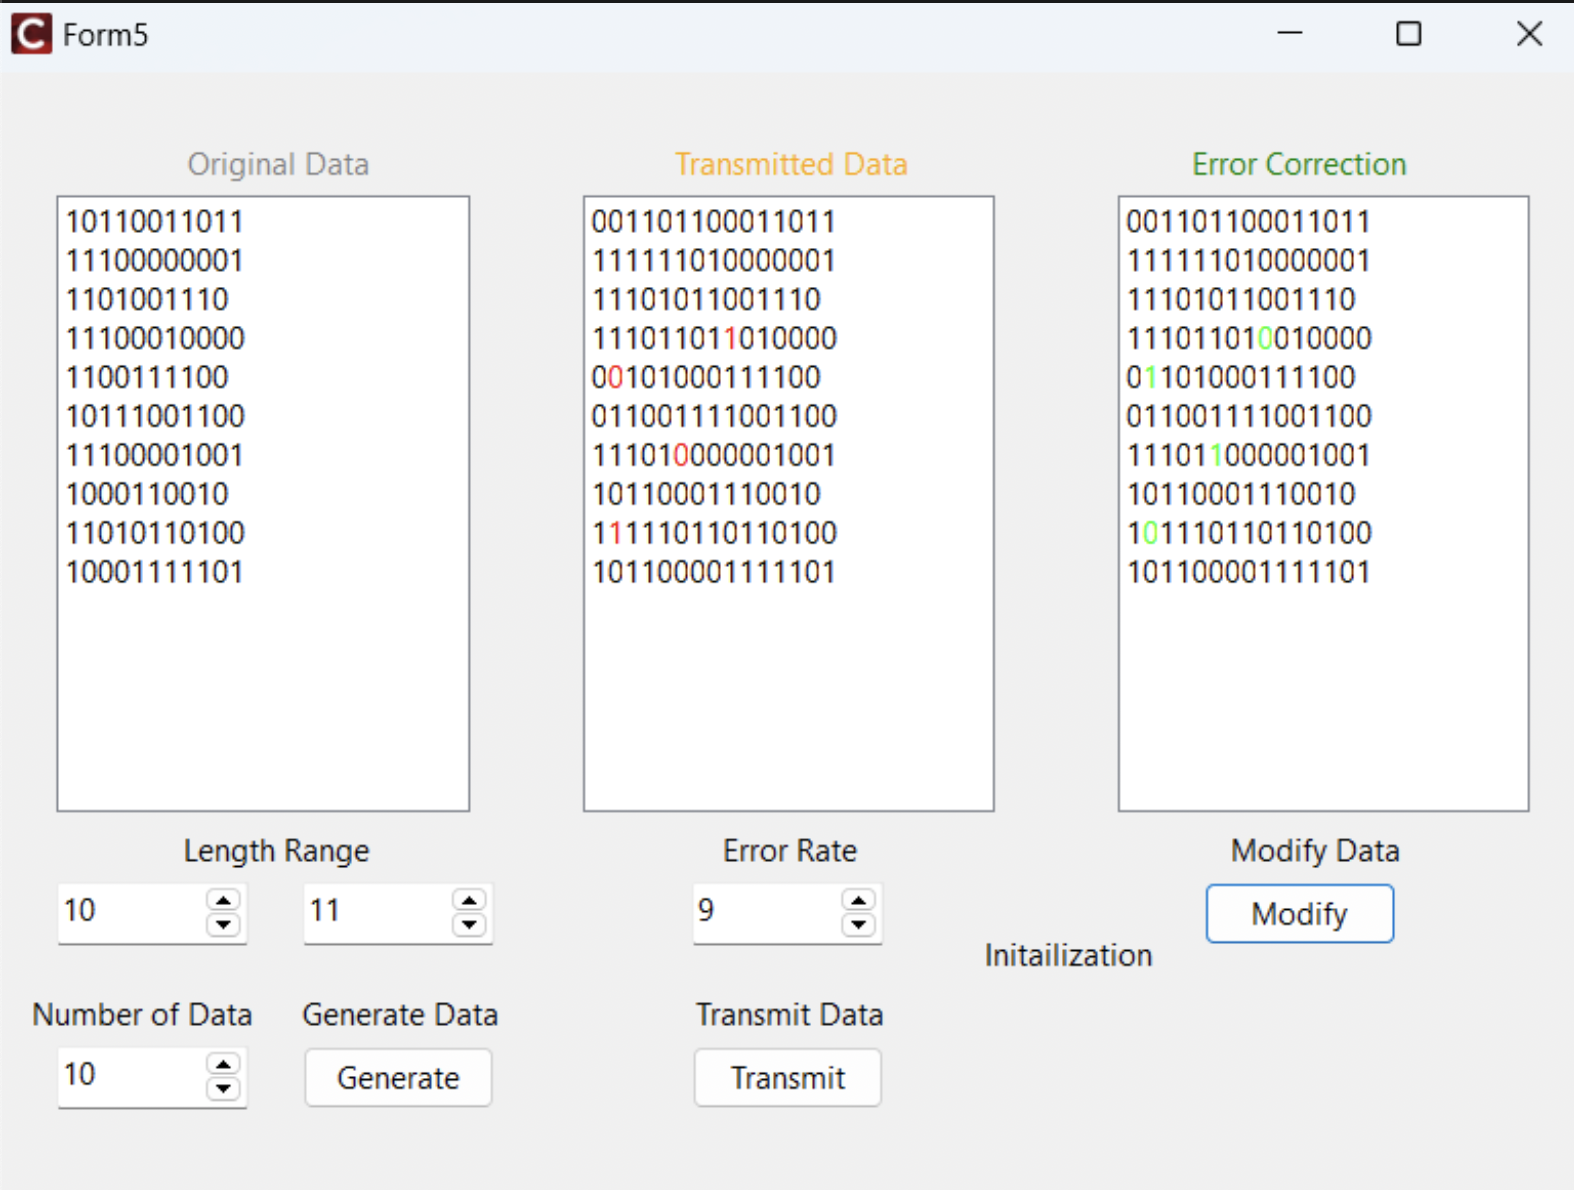 Form5
Original Data
10110011011
11100000001
1101001110
11100010000
1100111100
10111001100
11100001001
1000110010
11010110100
10001111101
Transmitted Data
001101100011011
111111010000001
11101011001110
111011011010000
00101000111100
011001111001100
111010000001001
10110001110010
111110110110100
101100001111101
Error Correction
001101100011011
111111010000001
11101011001110
111011010010000
01101000111100
011001111001100
111011000001001
10110001110010
101110110110100
101100001111101
Length Range
10
11
Error Rate
9
Modify Data
Modify
Initailization
Number of Data
10
Generate Data
Generate
Transmit Data
Transmit